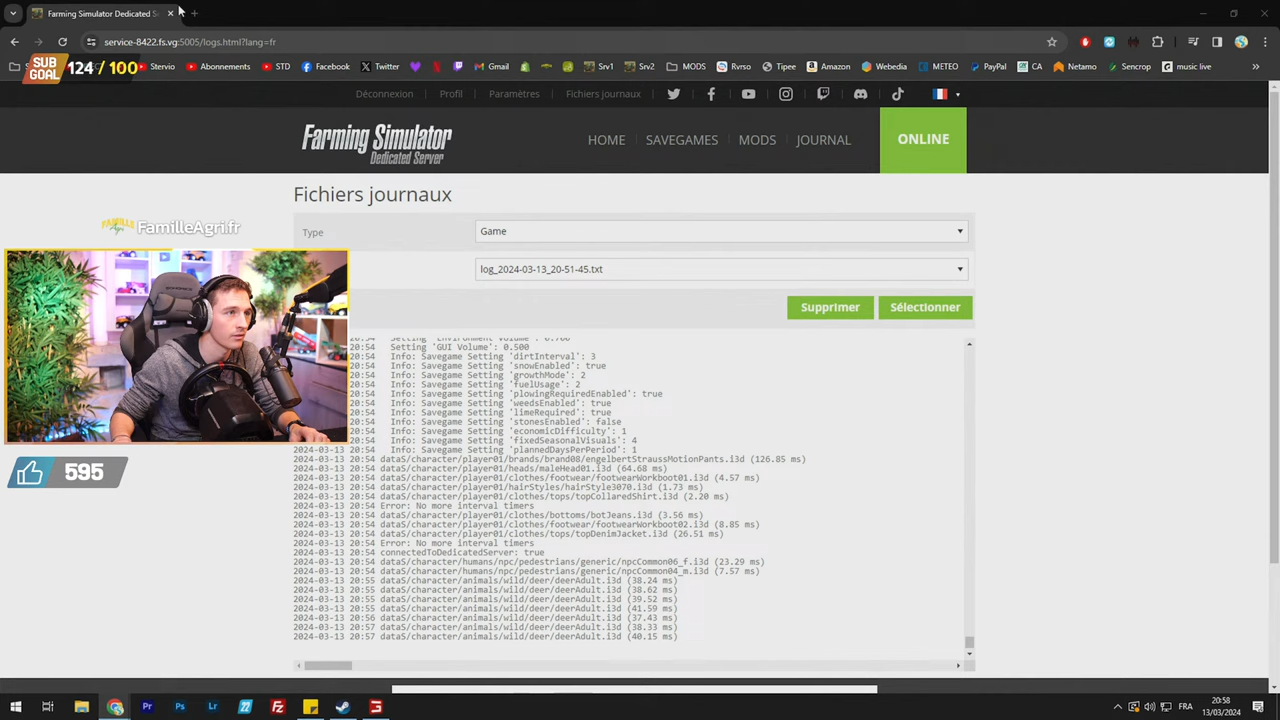 Farming Simulator Dedicated S
service-8422.fs.vg:5005/logs.html?lang=fr
SUB GOAL 124 / 100
Stervio
Abonnements
STD
Facebook
Twitter
Gmail
Srv1
Srv2
MODS
Rvrso
Tipee
Amazon
Webedia
METEO
PayPal
CA
Netamo
Sencrop
music live
Déconnexion
Profil
Paramètres
Fichiers journaux
Farming Simulator
Dedicated Server
HOME
SAVEGAMES
MODS
JOURNAL
ONLINE
Fichiers journaux
FamilleAgri.fr
Type
Game
log_2024-03-13_20-51-45.txt
Supprimer
Sélectionner
20:54 Setting 'Environment Volume': 0.700
20:54 Setting 'GUI Volume': 0.500
20:54 Info: Savegame Setting 'dirtInterval': 3
20:54 Info: Savegame Setting 'snowEnabled': true
20:54 Info: Savegame Setting 'growthMode': 2
20:54 Info: Savegame Setting 'fuelUsage': 2
20:54 Info: Savegame Setting 'plowingRequiredEnabled': true
20:54 Info: Savegame Setting 'weedsEnabled': true
20:54 Info: Savegame Setting 'limeRequired': true
20:54 Info: Savegame Setting 'stonesEnabled': false
20:54 Info: Savegame Setting 'economicDifficulty': 1
20:54 Info: Savegame Setting 'fixedSeasonalVisuals': 4
20:54 Info: Savegame Setting 'plannedDaysPerPeriod': 1
2024-03-13 20:54 dataS/character/player01/brands/brand08/engelbertStraussMotionPants.i3d (126.85 ms)
2024-03-13 20:54 dataS/character/player01/heads/maleHead01.i3d (64.68 ms)
2024-03-13 20:54 dataS/character/player01/clothes/footwear/footwearWorkboot01.i3d (4.57 ms)
2024-03-13 20:54 dataS/character/player01/hairStyles/hairStyle3070.i3d (1.73 ms)
2024-03-13 20:54 dataS/character/player01/clothes/tops/topCollaredShirt.i3d (2.20 ms)
2024-03-13 20:54 Error: No more interval timers
2024-03-13 20:54 dataS/character/player01/clothes/bottoms/botJeans.i3d (3.56 ms)
2024-03-13 20:54 dataS/character/player01/clothes/footwear/footwearWorkboot02.i3d (8.85 ms)
2024-03-13 20:54 dataS/character/player01/clothes/tops/topDenimJacket.i3d (26.51 ms)
2024-03-13 20:54 Error: No more interval timers
2024-03-13 20:54 connectedToDedicatedServer: true
2024-03-13 20:54 dataS/character/humans/npc/pedestrians/generic/npcCommon06_f.i3d (23.29 ms)
2024-03-13 20:54 dataS/character/humans/npc/pedestrians/generic/npcCommon04_m.i3d (7.57 ms)
2024-03-13 20:55 dataS/character/animals/wild/deer/deerAdult.i3d (38.24 ms)
2024-03-13 20:55 dataS/character/animals/wild/deer/deerAdult.i3d (38.62 ms)
2024-03-13 20:55 dataS/character/animals/wild/deer/deerAdult.i3d (39.52 ms)
2024-03-13 20:55 dataS/character/animals/wild/deer/deerAdult.i3d (41.59 ms)
2024-03-13 20:56 dataS/character/animals/wild/deer/deerAdult.i3d (37.43 ms)
2024-03-13 20:57 dataS/character/animals/wild/deer/deerAdult.i3d (38.33 ms)
2024-03-13 20:57 dataS/character/animals/wild/deer/deerAdult.i3d (40.15 ms)
595
FRA
20:58
13/03/2024